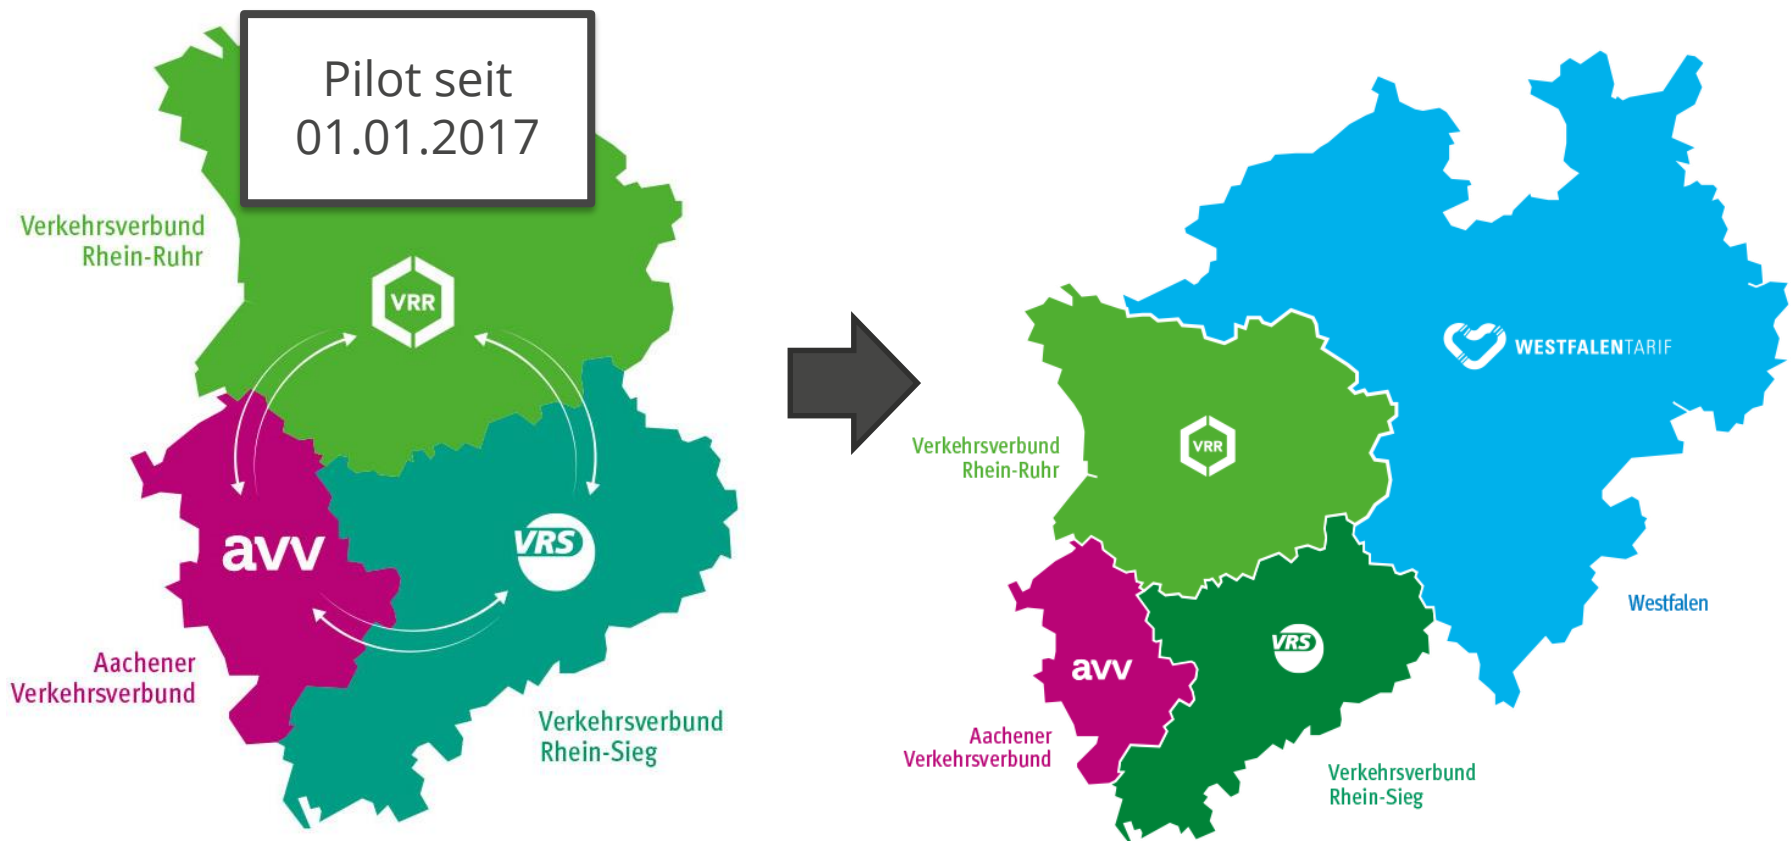 Pilot seit
01.01.2017
Verkehrsverbund
Rhein-Ruhr
VRR
avv
VRS
Aachener
Verkehrsverbund
Verkehrsverbund
Rhein-Sieg
WESTFALENTARIF
Verkehrsverbund
Rhein-Ruhr
VRR
Westfalen
avv
VRS
Aachener
Verkehrsverbund
Verkehrsverbund
Rhein-Sieg